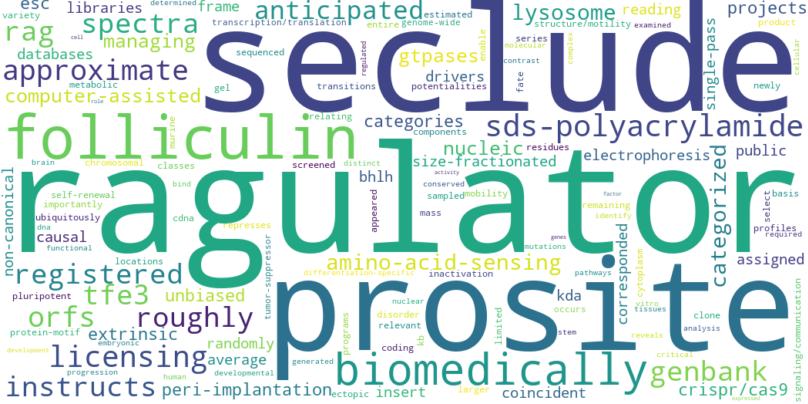 esc libraries frame anticipated lysosome reading projects
variety determined estimated
spectra transcription/translation genome-wide structure/motility product
rag managing entire series examined
databases sequenced regulated gtpases enable molecular complex single-pass cellular
cell seclude contrast
approximate metabolic gel transitions drivers potentialities fate newly
computer-assisted role
folliculin relating categories sds-polyacrylamide
murine components
nucleic residues electrophoresis public
brain chromosomal classes screened distinct size-fractionated
non-canonical bind bhlh activity categorized basis
self-renewal conserved factor select
importantly ragulator appeared sampled mobility remaining profiles
ubiquitously cdna represses mass identify required
dna
causal genes assigned
functional locations mutations
amino-acid-sensing corresponded cytoplasm
registered tumor-suppressor differentiation-specific inactivation pathways
pluripotent tfe3 unbiased nuclear kda vitro tissues clone
prosite disorder occurs
orfs roughly relevant limited stem analysis
protein-motif extrinsic programs coding kb reveals
embryonic randomly
development licensing average generated critical
progression developmental biomedically genbank
human
instructs peri-implantation ectopic insert larger coincident crispr/cas9
expressed signaling/communication